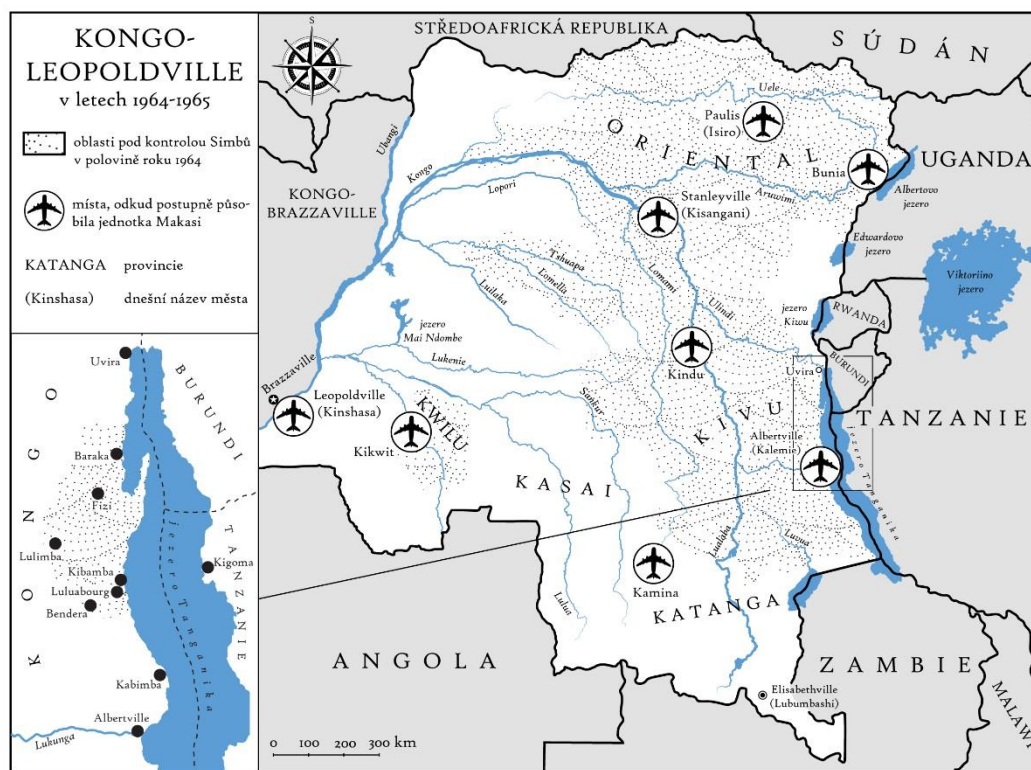 KONGO-
LEOPOLDVILLE
v letech 1964-1965
oblasti pod kontrolou Simbů
v polovině roku 1964
místa, odkud postupně půso-
bila jednotka Makasi
KATANGA provincie
(Kinshasa) dnešní název města
Uvira
BURUNDI
KONGO
Baraka
Fizi
Lulimba
Kibamba
Luluabourg
Bendera
Kigoma
TANZANIE
jezero Tanganika
Kabimba
Albertville
Lukunga
S
STŘEDOAFRICKÁ REPUBLIKA
SÚDÁN
Uele
Paulis
(Isiro)
ORIENTAL
Bunia
UGANDA
Albertovo
jezero
Ubangi
Kongo
KONGO-
BRAZZAVILLE
Lopori
Aruwimi
Stanleyville
(Kisangani)
Edwardovo
jezero
Viktoriino
jezero
Tshuapa
Lomella
Luilaka
Lomami
Ulindi
jezero
Kiwu
RWANDA
jezero
Mai Ndombe
Lukenie
Kindu
Uvira
BURUNDI
Brazzaville
Leopoldville
(Kinshasa)
KWILU
Kikwit
Sankur
KIVU
TANZANIE
Albertville
(Kalemie)
jezero Tanganika
KASAI
Lualaba
Luvua
Kamina
Lulua
KATANGA
ANGOLA
ZAMBIE
Elisabethville
(Lubumbashi)
MALAWI
0 100 200 300 km